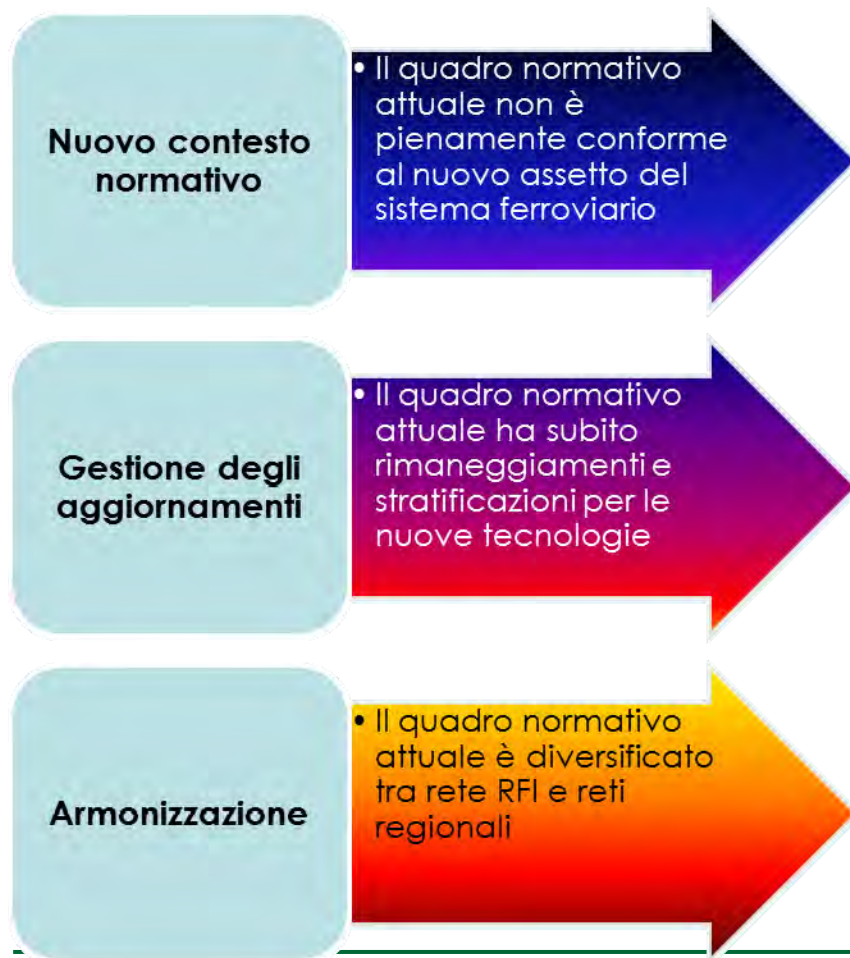 Nuovo contesto
normativo
• Il quadro normativo
attuale non è
pienamente conforme
al nuovo assetto del
sistema ferroviario
Gestione degli
aggiornamenti
• Il quadro normativo
attuale ha subito
rimaneggiamenti e
stratificazioni per le
nuove tecnologie
Armonizzazione
• Il quadro normativo
attuale è diversificato
tra rete RFI e reti
regionali